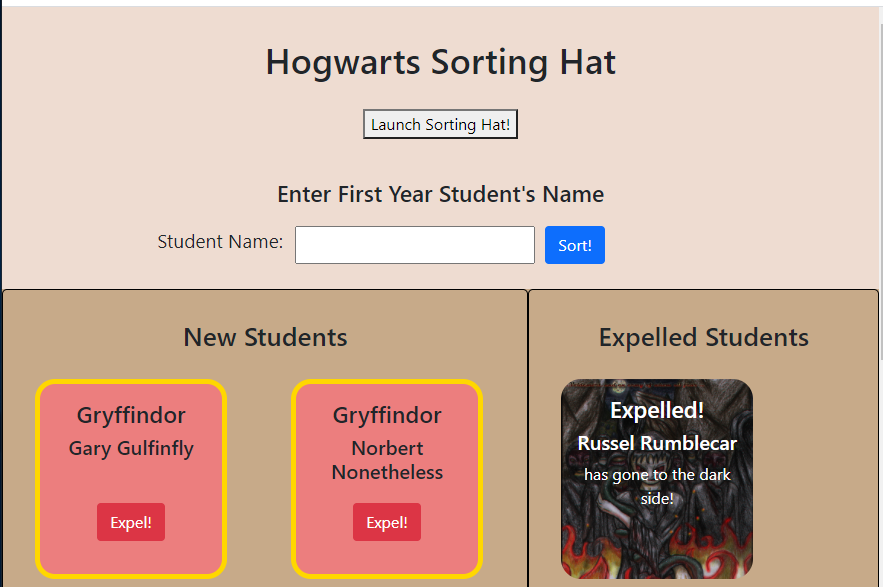 Hogwarts Sorting Hat
Launch Sorting Hat!
Enter First Year Student's Name
Student Name:
Sort!
New Students
Gryffindor
Gary Gulfinfly
Expel!
Gryffindor
Norbert
Nonetheless
Expel!
Expelled Students
Expelled!
Russel Rumblecar
has gone to the dark
side!